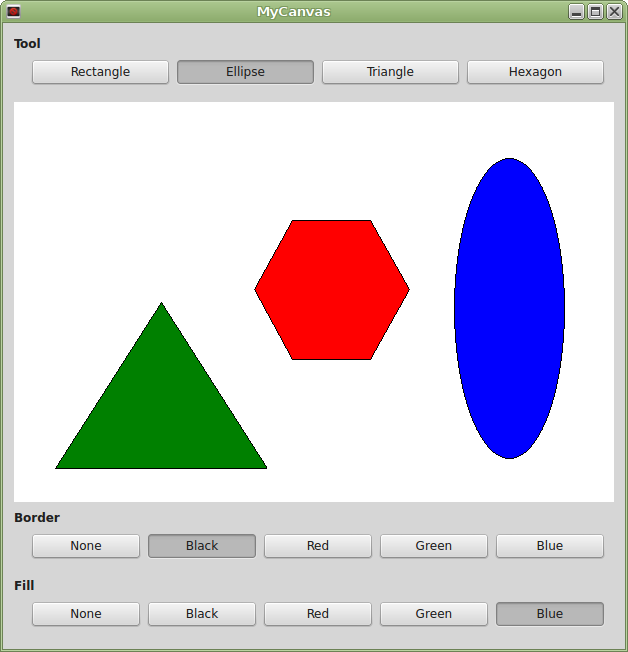 MyCanvas
Tool
Rectangle Ellipse Triangle Hexagon
Border
None Black Red Green Blue
Fill
None Black Red Green Blue